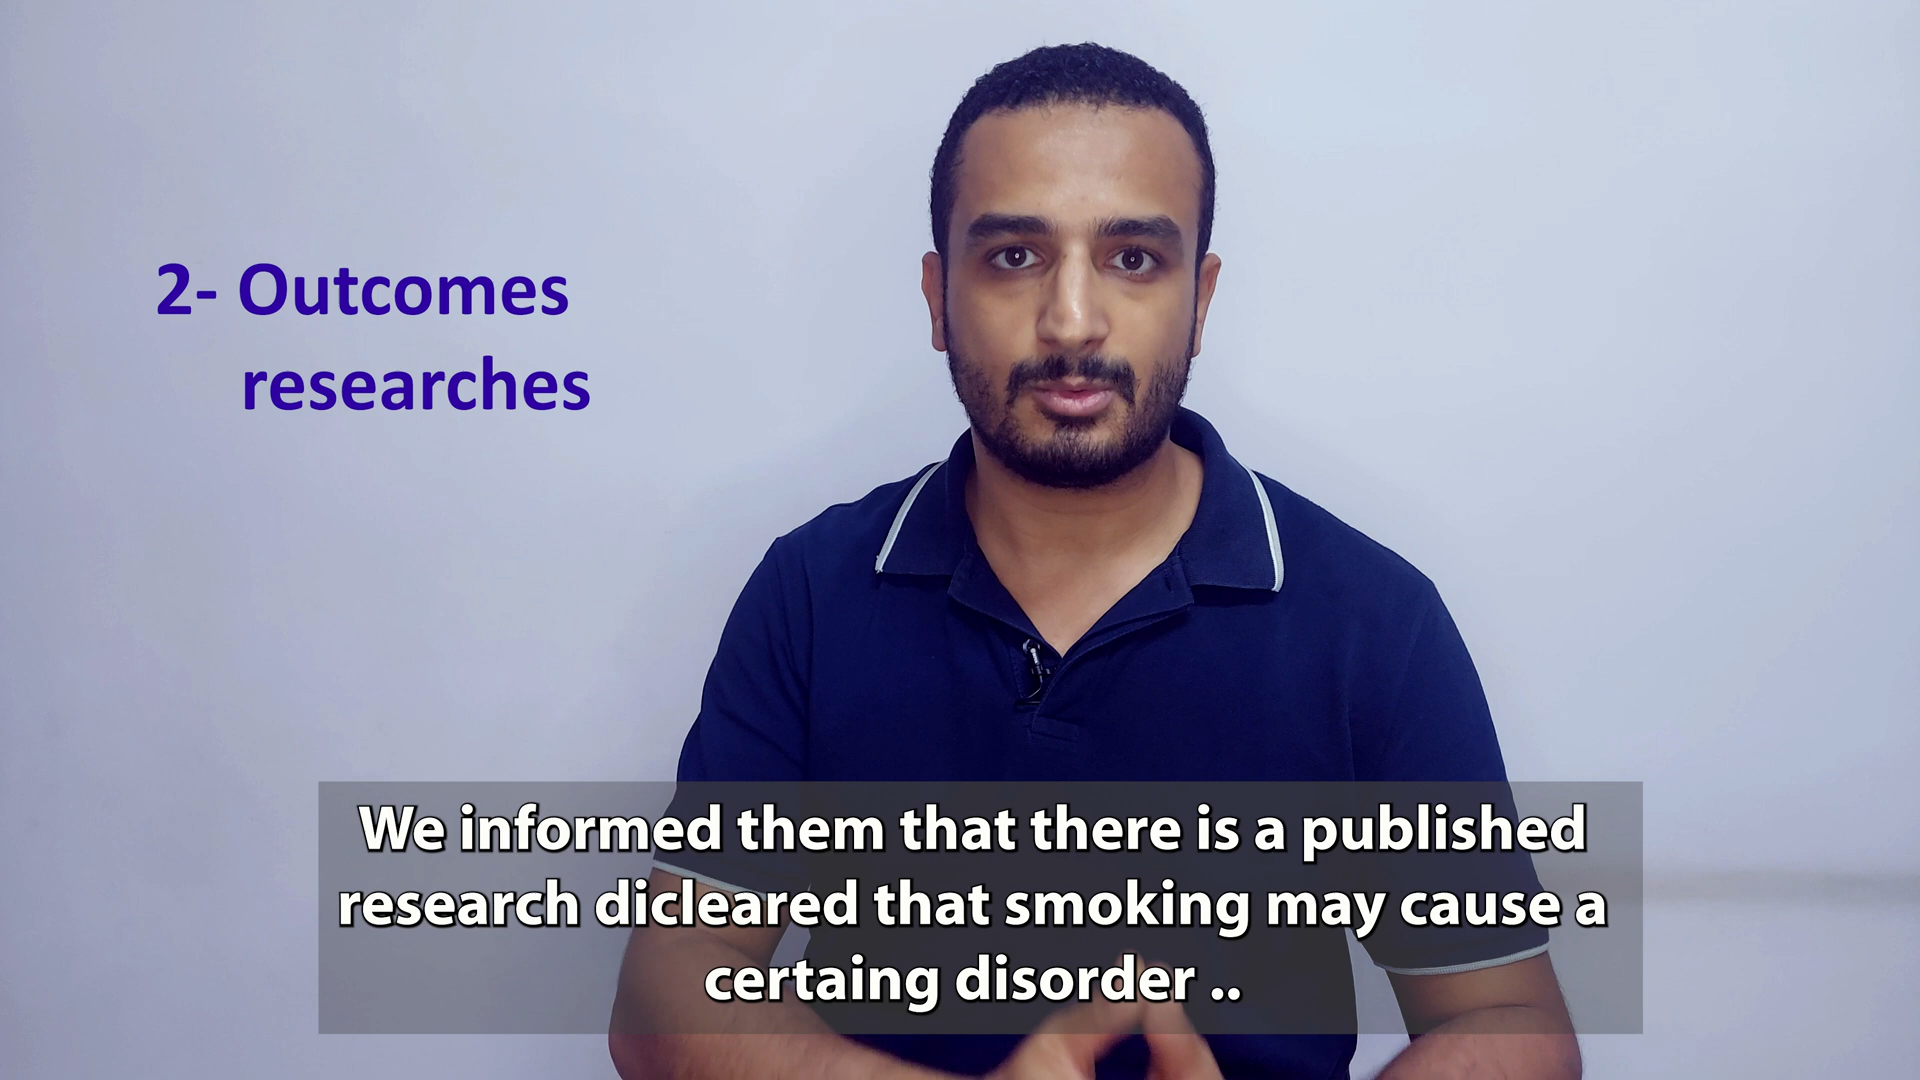 2- Outcomes
researches
We informed them that there is a published
research dicleared that smoking may cause a
certaing disorder ..